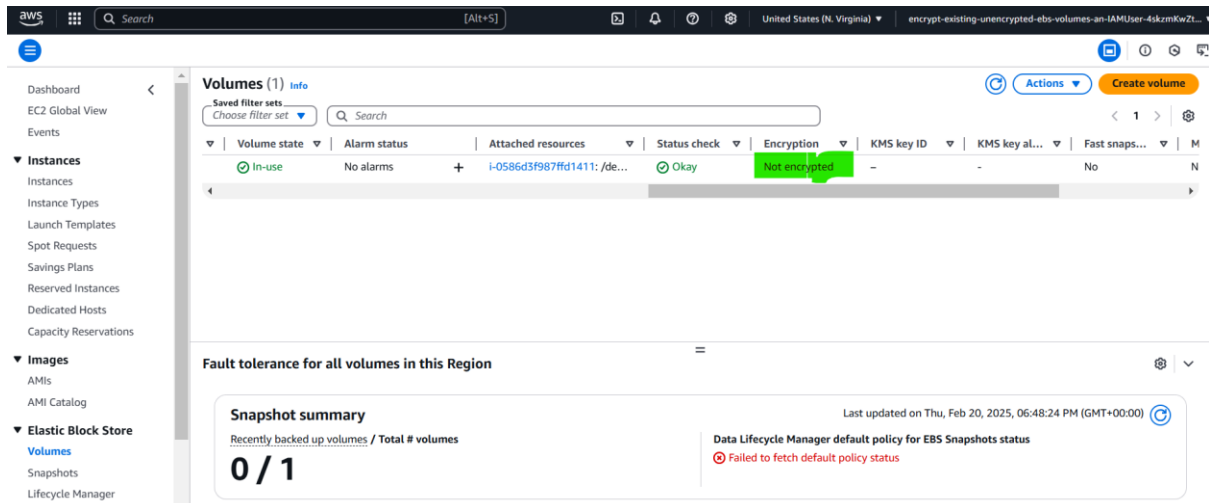 aws Search [Alt+S] United States (N. Virginia) ▼ encrypt-existing-unencrypted-ebs-volumes-an-IAMUser-4skzmKwZt...
Dashboard
EC2 Global View
Events
▼ Instances
Instances
Instance Types
Launch Templates
Spot Requests
Savings Plans
Reserved Instances
Dedicated Hosts
Capacity Reservations
▼ Images
AMIs
AMI Catalog
▼ Elastic Block Store
Volumes
Snapshots
Lifecycle Manager
Volumes (1) Info
Actions ▼ Create volume
Saved filter sets
Choose filter set ▼ Search
< 1 >
Volume state Alarm status Attached resources Status check Encryption KMS key ID KMS key al... Fast snaps... M
In-use No alarms + i-0586d3f987ffd1411: /de... Okay Not encrypted – - No N
Fault tolerance for all volumes in this Region
Snapshot summary
Last updated on Thu, Feb 20, 2025, 06:48:24 PM (GMT+00:00)
Recently backed up volumes / Total # volumes
0 / 1
Data Lifecycle Manager default policy for EBS Snapshots status
Failed to fetch default policy status